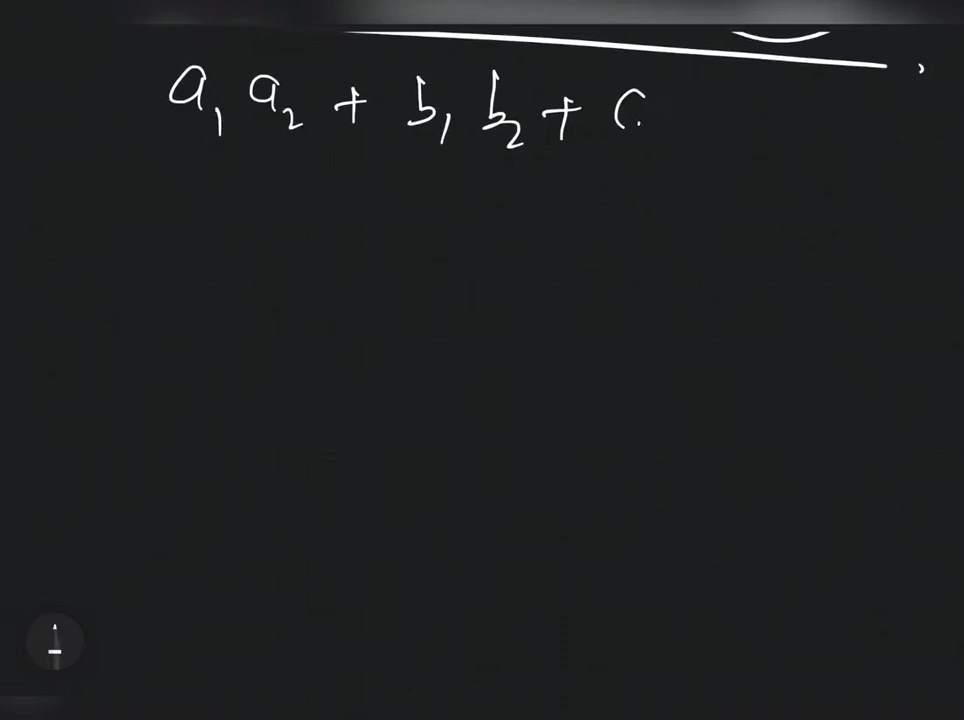 a₁ a₂ + b₁ b₂ + c